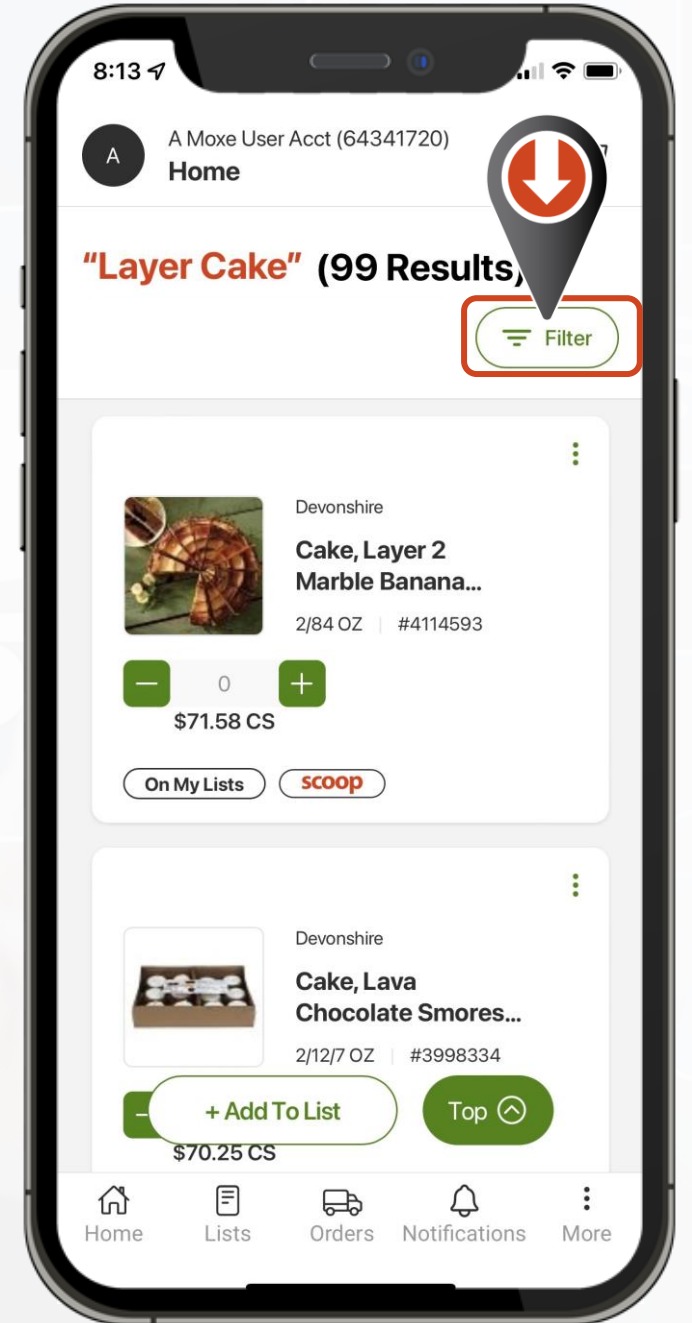 8:13
A
A Moxe User Acct (64341720)
Home
“Layer Cake” (99 Results)
Filter
Devonshire
Cake, Layer 2
Marble Banana...
2/84 OZ | #4114593
0
$71.58 CS
On My Lists
scoop
Devonshire
Cake, Lava
Chocolate Smores...
2/12/7 OZ | #3998334
+ Add To List
Top
$70.25 CS
Home Lists Orders Notifications More